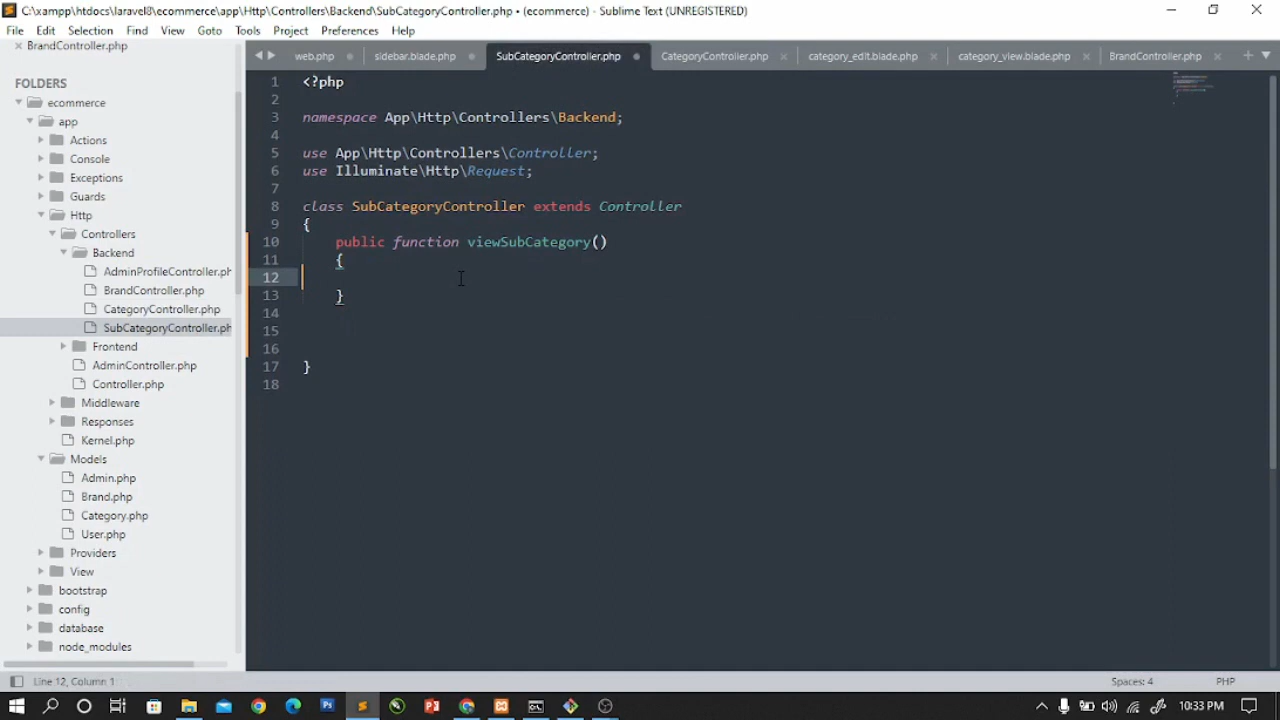 C:\xampp\htdocs\laravel8\ecommerce\app\Http\Controllers\Backend\SubCategoryController.php • (ecommerce) - Sublime Text (UNREGISTERED)
File Edit Selection Find View Goto Tools Project Preferences Help
BrandController.php
web.php sidebar.blade.php SubCategoryController.php CategoryController.php category_edit.blade.php category_view.blade.php BrandController.php
FOLDERS
ecommerce
app
Actions
Console
Exceptions
Guards
Http
Controllers
Backend
AdminProfileController.ph
BrandController.php
CategoryController.php
SubCategoryController.ph
Frontend
AdminController.php
Controller.php
Middleware
Responses
Kernel.php
Models
Admin.php
Brand.php
Category.php
User.php
Providers
View
bootstrap
config
database
node_modules
1 <?php
2
3 namespace App\Http\Controllers\Backend;
4
5 use App\Http\Controllers\Controller;
6 use Illuminate\Http\Request;
7
8 class SubCategoryController extends Controller
9 {
10 public function viewSubCategory()
11 {
12
13 }
14
15
16
17 }
18
Line 12, Column 1 Spaces: 4 PHP
10:33 PM